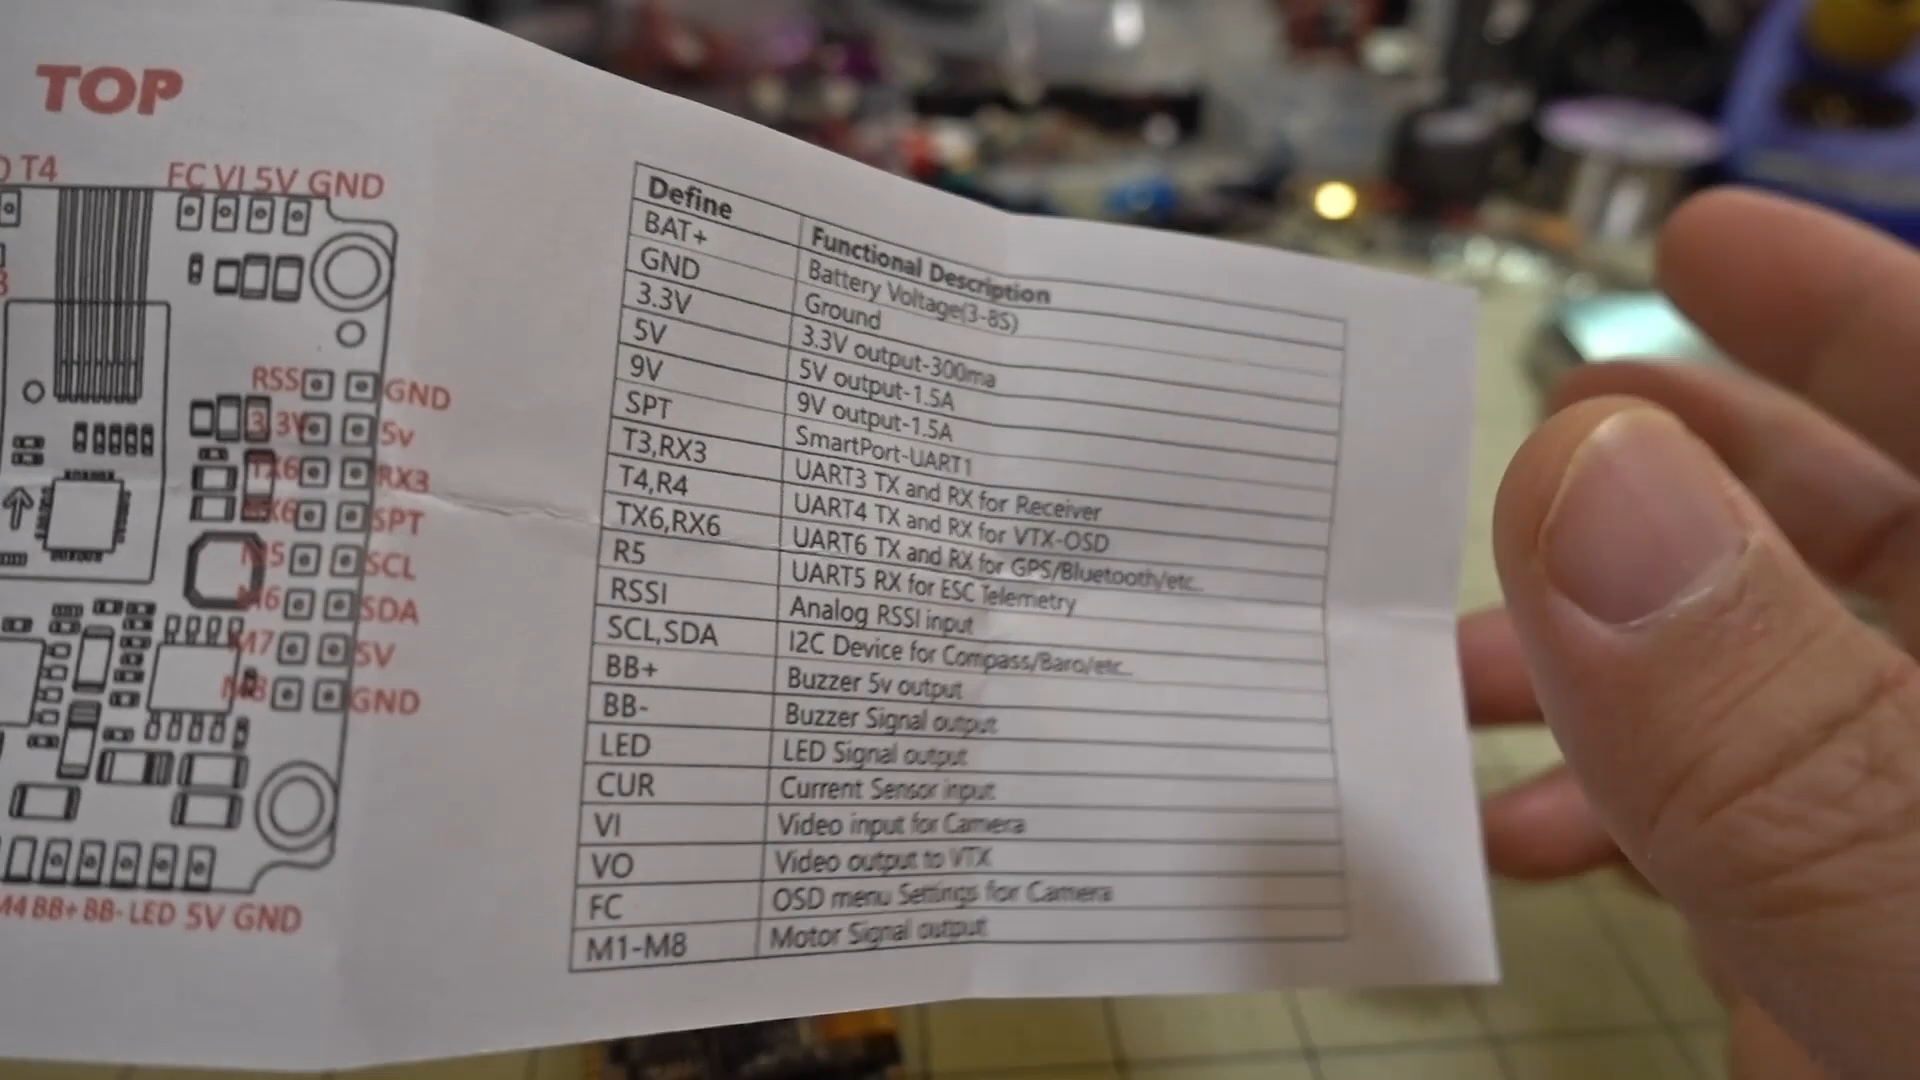 TOP
T4
FC VI 5V GND
RSS GND
3.3V 5v
TX6 RX3
RX6 SPT
M5 SCL
M6 SDA
M7 5V
M8 GND
M4 BB+ BB- LED 5V GND
Define Functional Description
BAT+ Battery Voltage(3-8S)
GND Ground
3.3V 3.3V output-300ma
5V 5V output-1.5A
9V 9V output-1.5A
SPT SmartPort-UART1
T3,RX3 UART3 TX and RX for Receiver
T4,R4 UART4 TX and RX for VTX-OSD
TX6,RX6 UART6 TX and RX for GPS/Bluetooth/etc..
R5 UART5 RX for ESC Telemetry
RSSI Analog RSSI input
SCL,SDA I2C Device for Compass/Baro/etc..
BB+ Buzzer 5v output
BB- Buzzer Signal output
LED LED Signal output
CUR Current Sensor input
VI Video input for Camera
VO Video output to VTX
FC OSD menu Settings for Camera
M1-M8 Motor Signal output